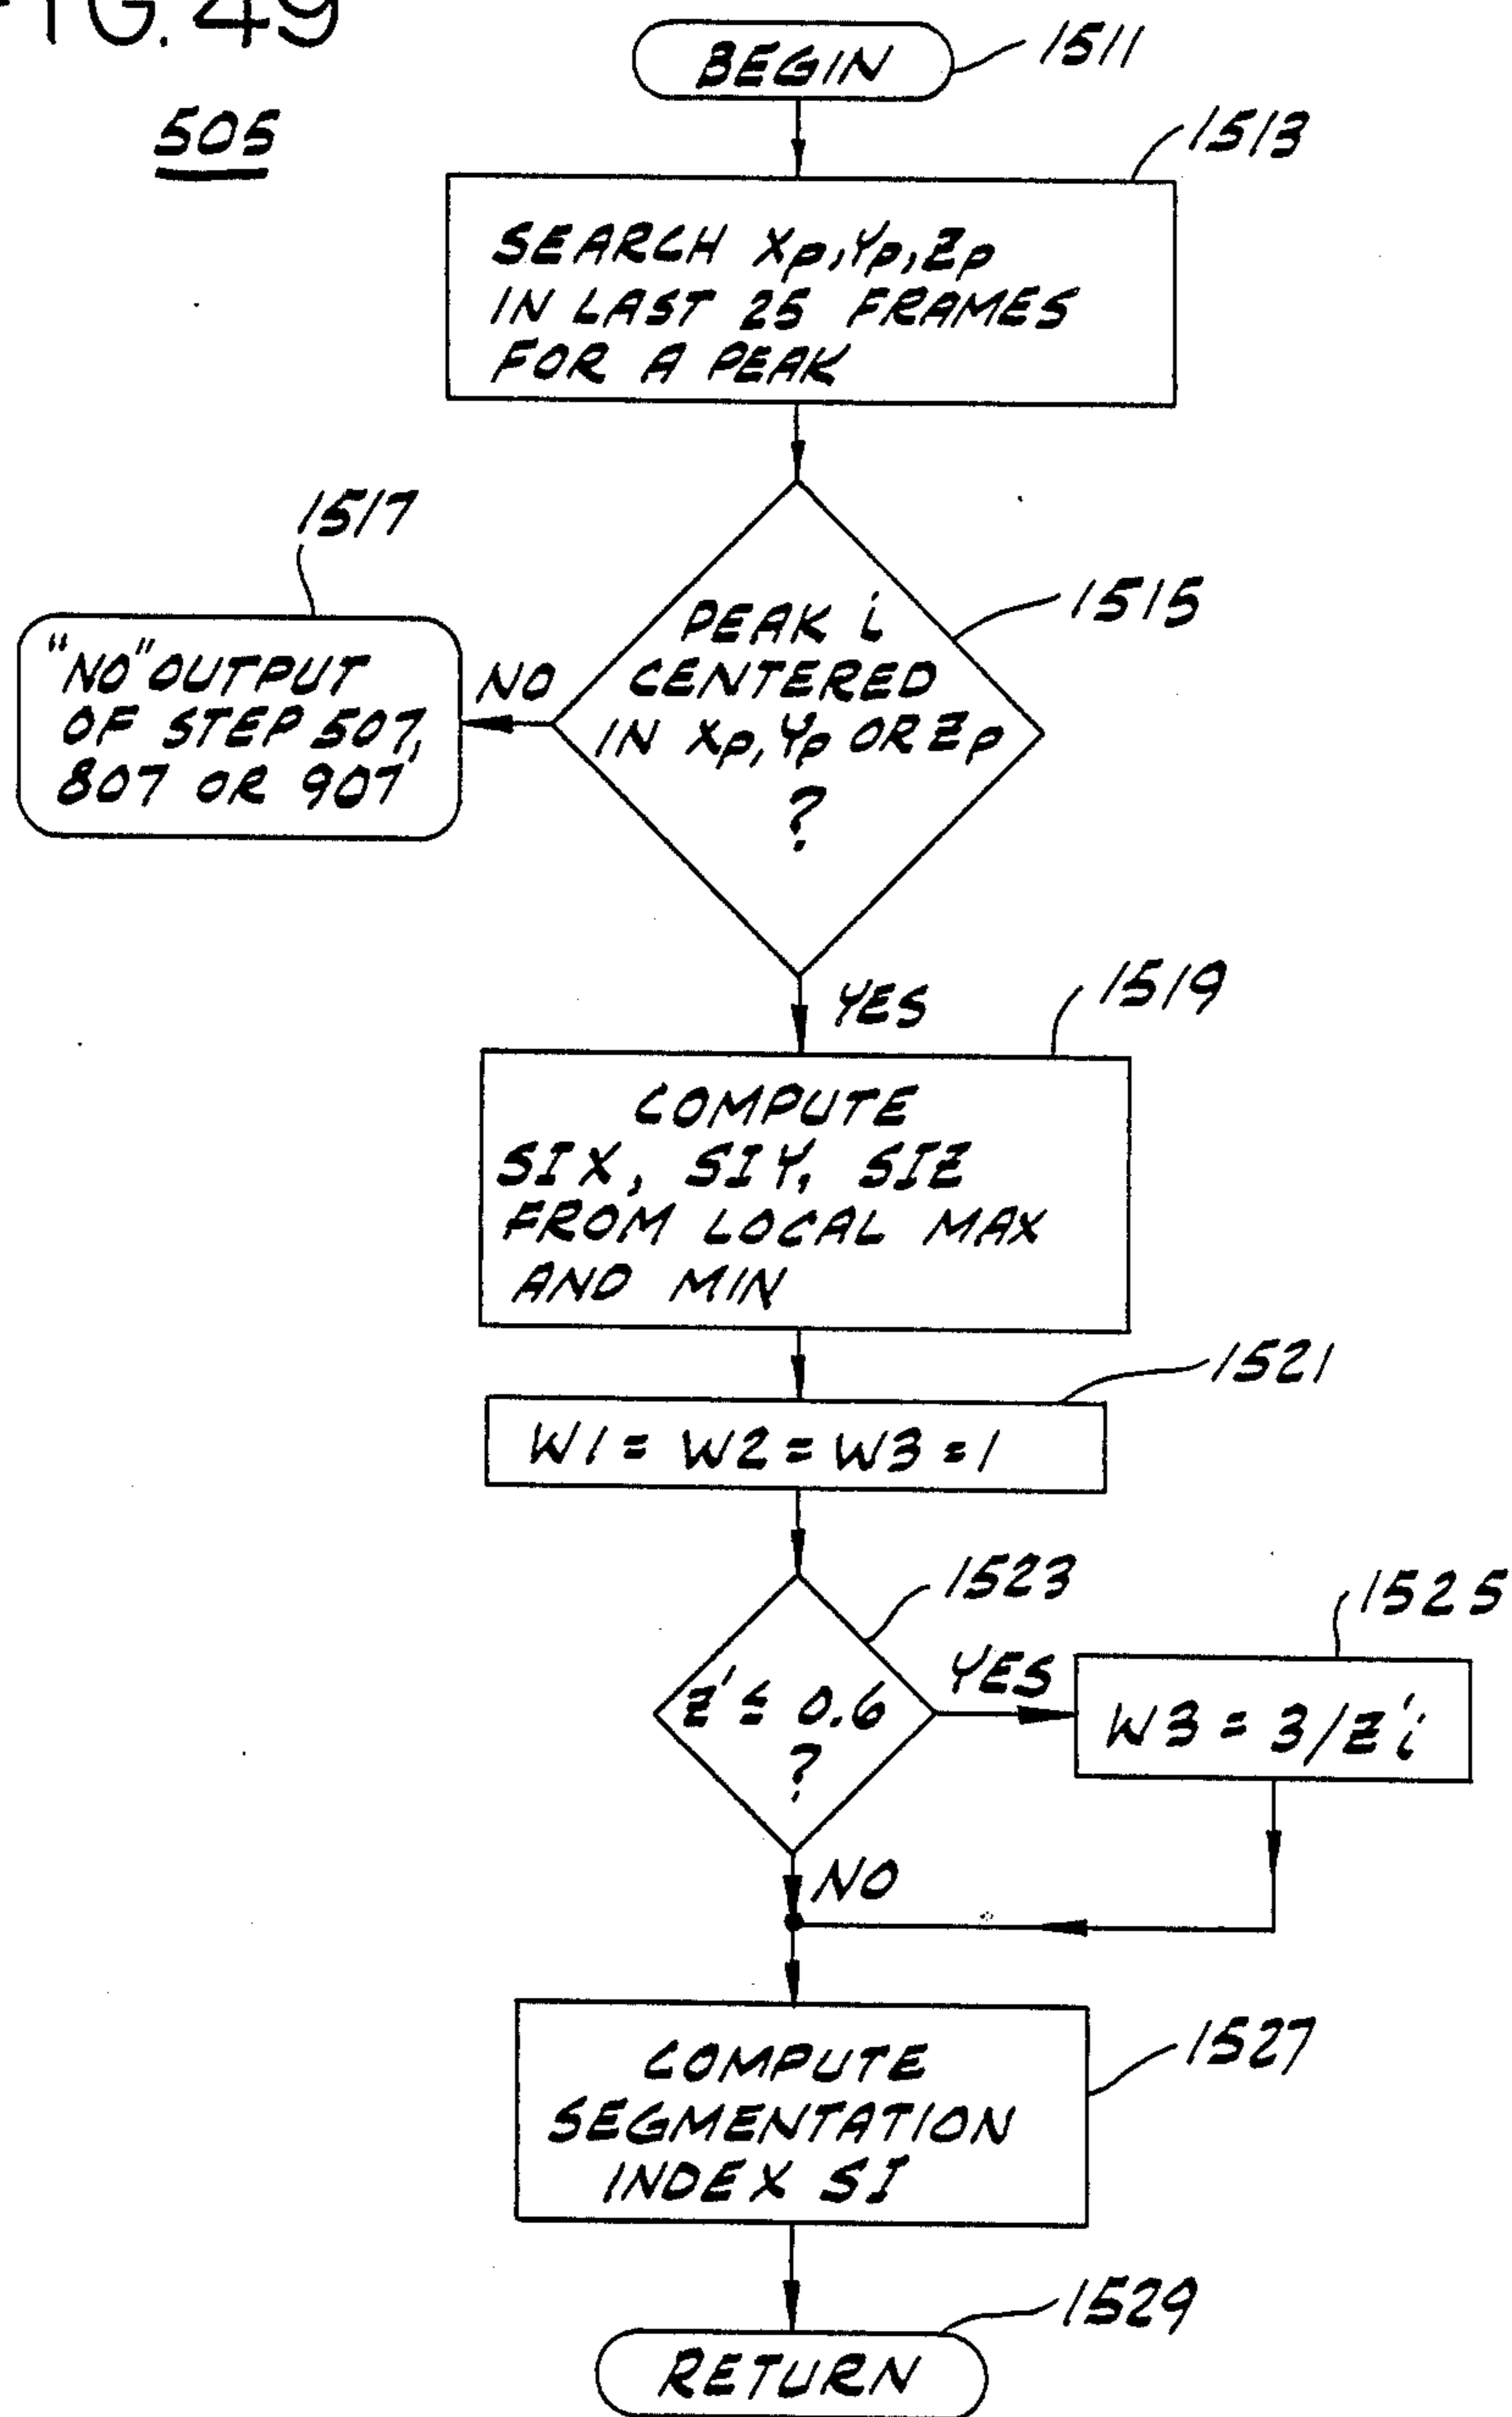 FIG. 49
505
BEGIN
1511
1513
SEARCH Xp, Yp, Zp
IN LAST 25 FRAMES
FOR A PEAK
1517
"NO" OUTPUT
OF STEP 507,
807 OR 907
NO
1515
PEAK i
CENTERED
IN Xp, Yp OR Zp
?
YES
1519
COMPUTE
SIX, SIY, SIZ
FROM LOCAL MAX
AND MIN
1521
W1 = W2 = W3 = 1
1523
Z' ≤ 0.6
?
YES
1525
W3 = 3/Z'i
NO
1527
COMPUTE
SEGMENTATION
INDEX SI
1529
RETURN